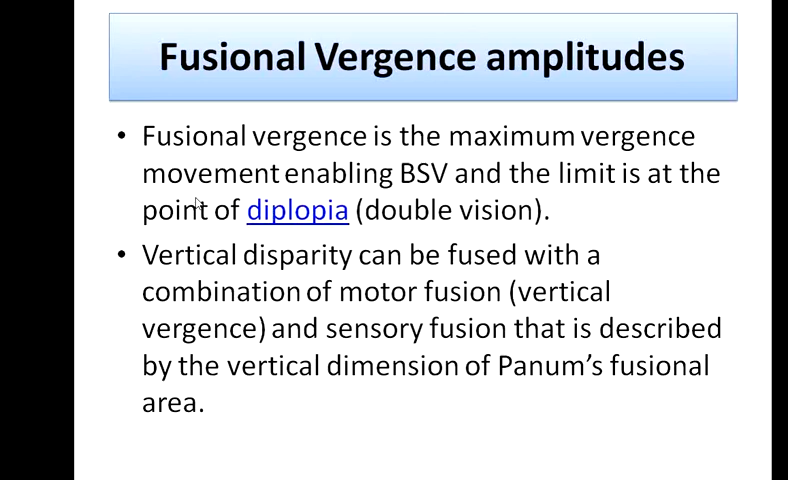 Fusional Vergence amplitudes
• Fusional vergence is the maximum vergence
movement enabling BSV and the limit is at the
point of diplopia (double vision).
• Vertical disparity can be fused with a
combination of motor fusion (vertical
vergence) and sensory fusion that is described
by the vertical dimension of Panum’s fusional
area.